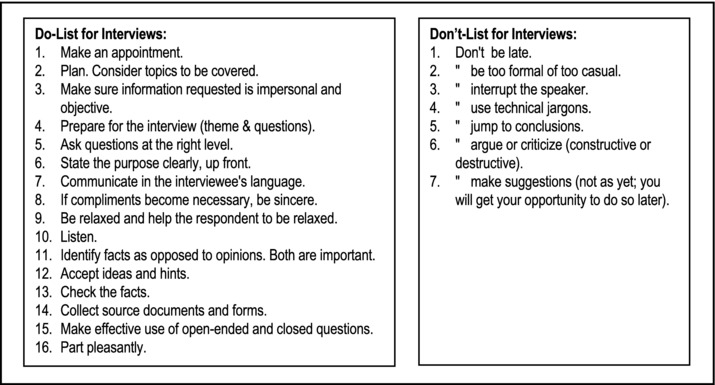 Do-List for Interviews:
1. Make an appointment.
2. Plan. Consider topics to be covered.
3. Make sure information requested is impersonal and
objective.
4. Prepare for the interview (theme & questions).
5. Ask questions at the right level.
6. State the purpose clearly, up front.
7. Communicate in the interviewee's language.
8. If compliments become necessary, be sincere.
9. Be relaxed and help the respondent to be relaxed.
10. Listen.
11. Identify facts as opposed to opinions. Both are important.
12. Accept ideas and hints.
13. Check the facts.
14. Collect source documents and forms.
15. Make effective use of open-ended and closed questions.
16. Part pleasantly.
Don't-List for Interviews:
1. Don't be late.
2. " be too formal of too casual.
3. " interrupt the speaker.
4. " use technical jargons.
5. " jump to conclusions.
6. " argue or criticize (constructive or
destructive).
7. " make suggestions (not as yet; you
will get your opportunity to do so later).